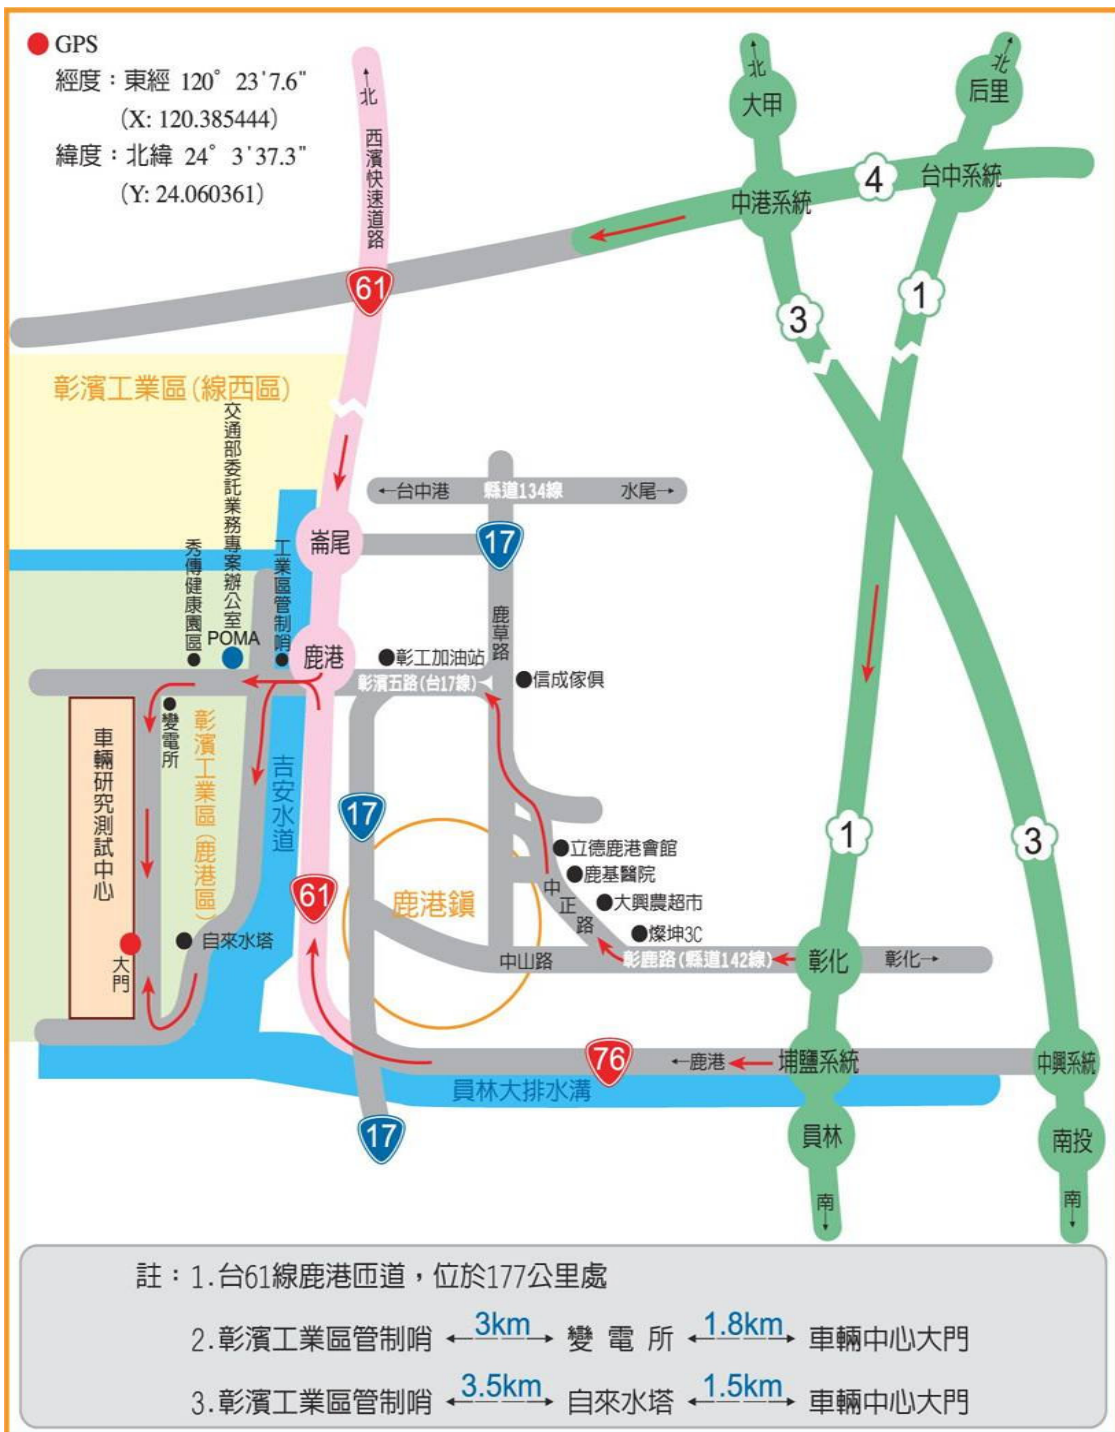 GPS
經度：東經 120° 23'7.6"
(X: 120.385444)
緯度：北緯 24° 3'37.3"
(Y: 24.060361)
←北
西濱快速道路
61
←北
大甲
←北
后里
中港系統
4
台中系統
3
1
彰濱工業區(線西區)
交通部委託業務專案辦公室
POMA
秀傳健康園區
工業區管制哨
崙尾
←台中港
縣道134線
水尾→
17
鹿草路
鹿港
彰工加油站
彰濱五路(台17線)
信成傢俱
變電所
車輛研究測試中心
彰濱工業區(鹿港區)
吉安水道
17
1
3
立德鹿港會館
鹿基醫院
大興農超市
燦坤3C
中正路
61
鹿港鎮
自來水塔
大門
中山路
彰鹿路(縣道142線)
彰化
彰化→
76
←鹿港
埔鹽系統
中興系統
員林大排水溝
17
員林
南投
南→
南→
註：1.台61線鹿港匝道，位於177公里處
2.彰濱工業區管制哨 ←3km→ 變電所 ←1.8km→ 車輛中心大門
3.彰濱工業區管制哨 ←3.5km→ 自來水塔 ←1.5km→ 車輛中心大門